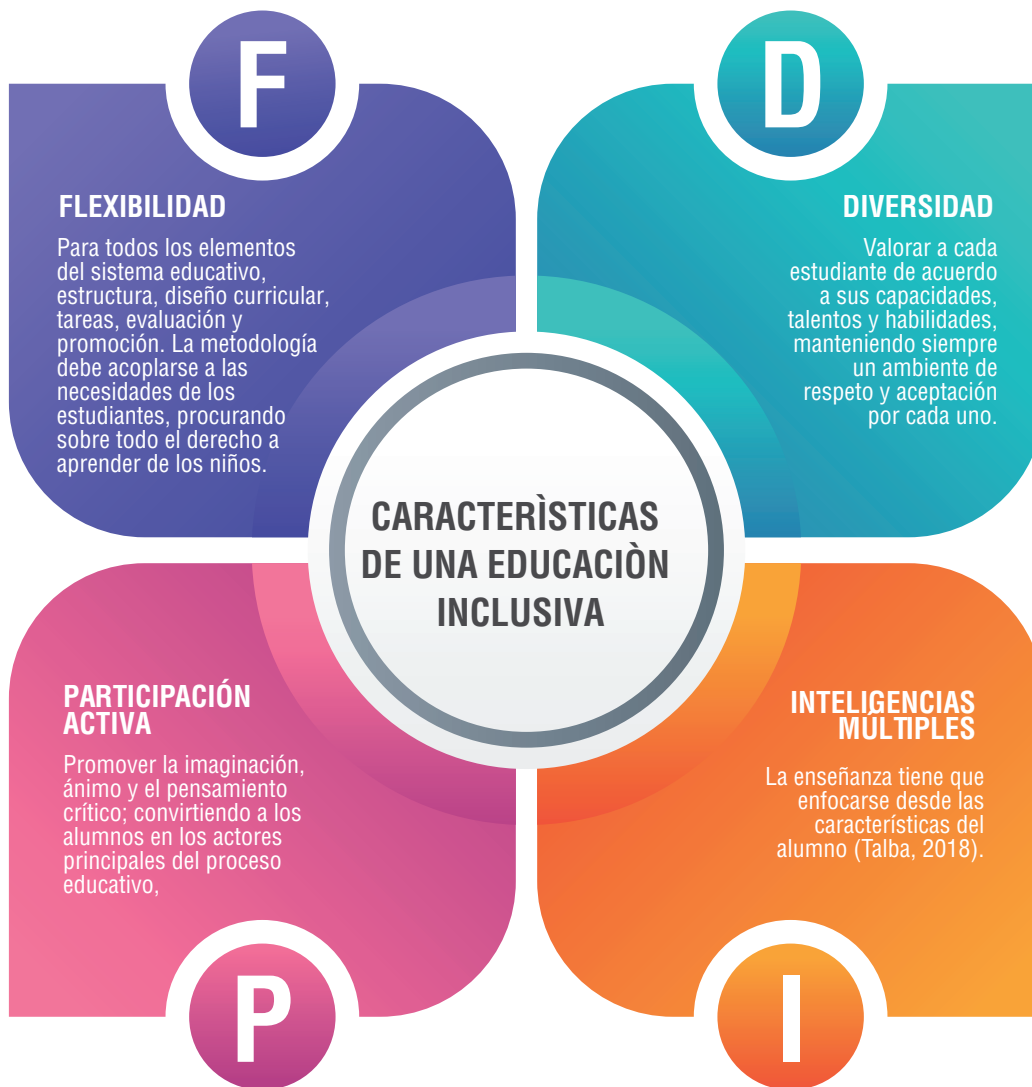 F
FLEXIBILIDAD
Para todos los elementos
del sistema educativo,
estructura, diseño curricular,
tareas, evaluación y
promoción. La metodología
debe acoplarse a las
necesidades de los
estudiantes, procurando
sobre todo el derecho a
aprender de los niños.
D
DIVERSIDAD
Valorar a cada
estudiante de acuerdo
a sus capacidades,
talentos y habilidades,
manteniendo siempre
un ambiente de
respeto y aceptación
por cada uno.
CARACTERÌSTICAS
DE UNA EDUCACIÒN
INCLUSIVA
PARTICIPACIÓN
ACTIVA
Promover la imaginación,
ánimo y el pensamiento
crítico; convirtiendo a los
alumnos en los actores
principales del proceso
educativo,
P
INTELIGENCIAS
MÚLTIPLES
La enseñanza tiene que
enfocarse desde las
características del
alumno (Talba, 2018).
I